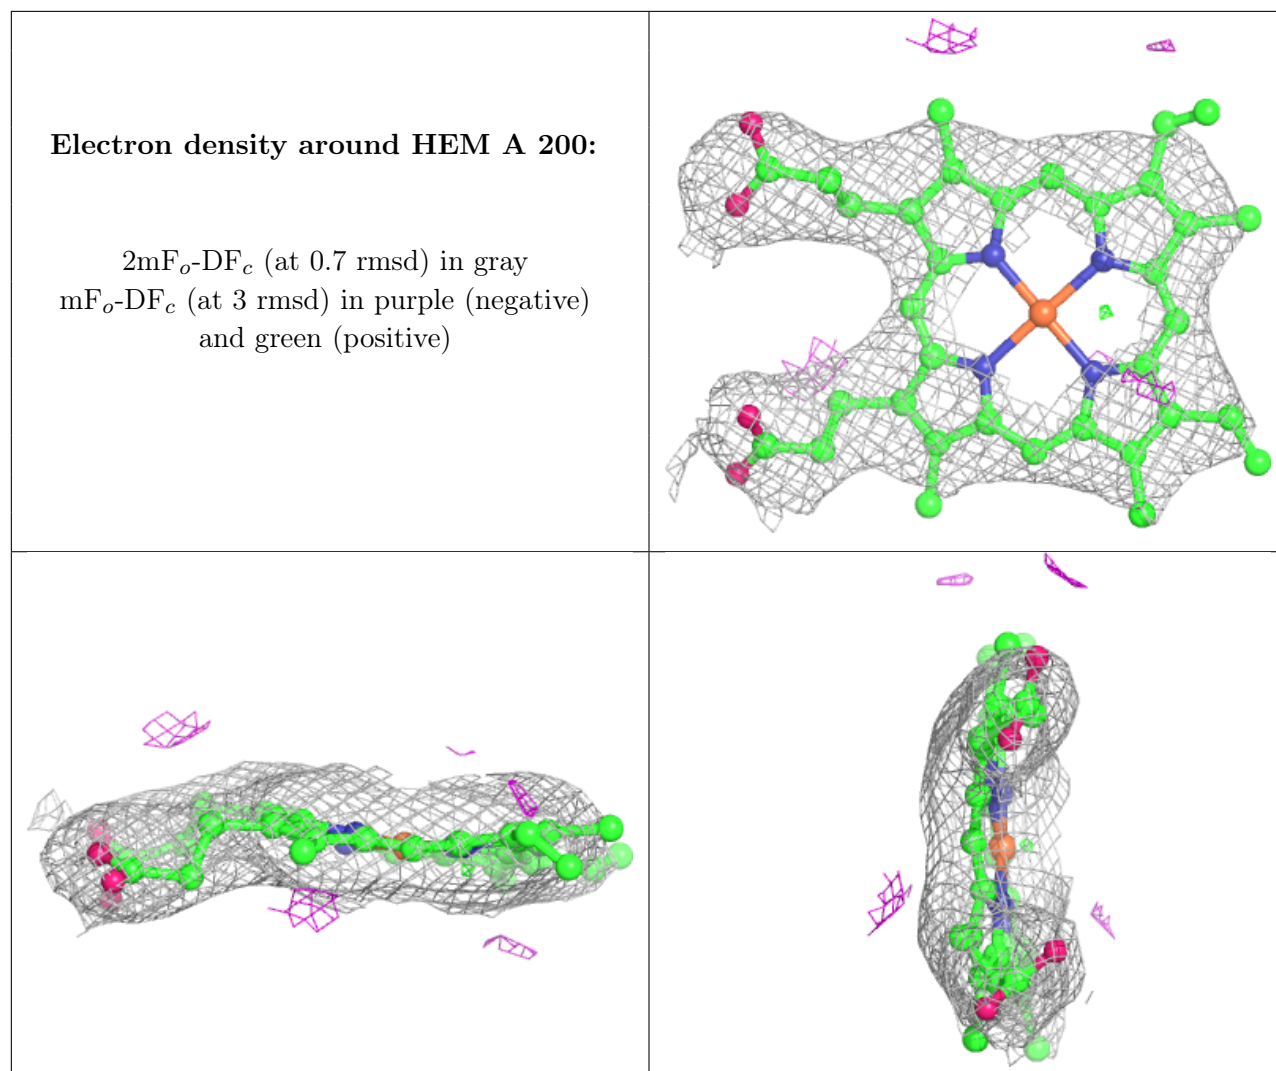 Electron density around HEM A 200:
2mFo-DFc (at 0.7 rmsd) in gray
mFo-DFc (at 3 rmsd) in purple (negative)
and green (positive)